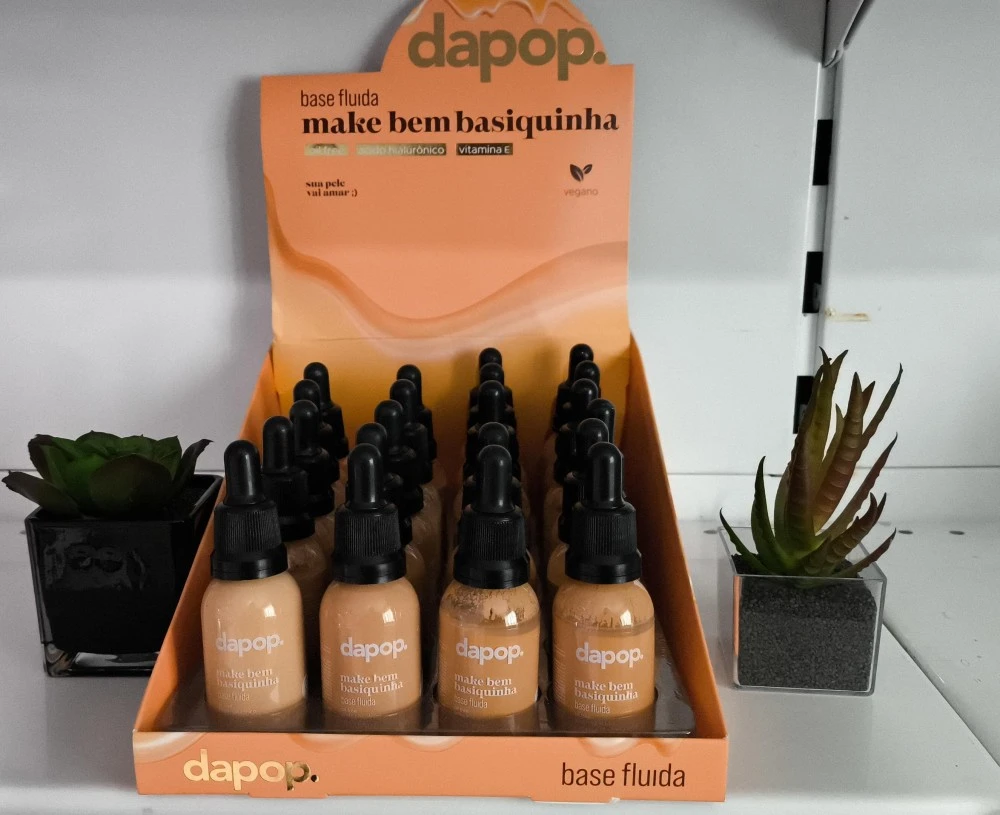 dapop.
base fluida
make bem basiquinha
oil free ácido hialurônico vitamina E
sua pele
vai amar ;)
vegano
dapop.
make bem
basiquinha
base fluida
dapop.
make bem
basiquinha
base fluida
dapop.
make bem
basiquinha
base fluida
dapop.
make bem
basiquinha
base fluida
dapop.
base fluida